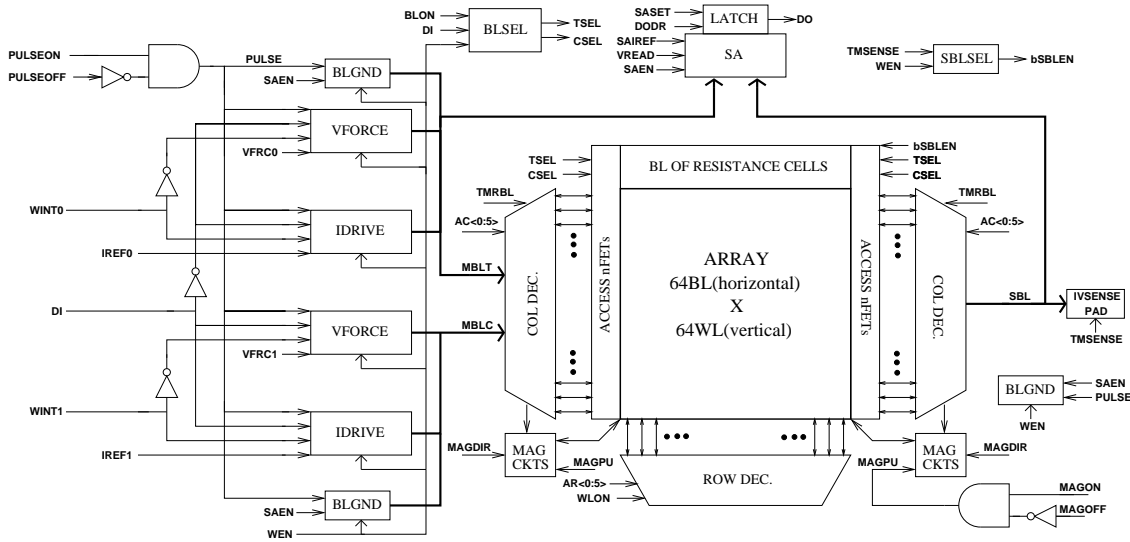 BLON
DI
BLSEL
TSEL
CSEL
SASET
DODR
LATCH
DO
SAIREF
VREAD
SAEN
SA
TMSENSE
WEN
SBLSEL
bSBLEN
PULSEON
PULSEOFF
PULSE
SAEN
BLGND
VFORCE
VFRC0
WINT0
IDRIVE
IREF0
DI
VFORCE
VFRC1
WINT1
IDRIVE
IREF1
BLGND
SAEN
WEN
MBLT
MBLC
TSEL
CSEL
TMRBL
AC<0:5>
COL DEC.
ACCESS nFETs
BL OF RESISTANCE CELLS
ARRAY
64BL(horizontal)
X
64WL(vertical)
ACCESS nFETs
COL DEC.
bSBLEN
TSEL
CSEL
TMRBL
AC<0:5>
SBL
IVSENSE
PAD
TMSENSE
BLGND
SAEN
PULSE
WEN
MAGDIR
MAG
CKTS
MAGPU
AR<0:5>
WLON
ROW DEC.
MAGPU
MAG
CKTS
MAGDIR
MAGON
MAGOFF